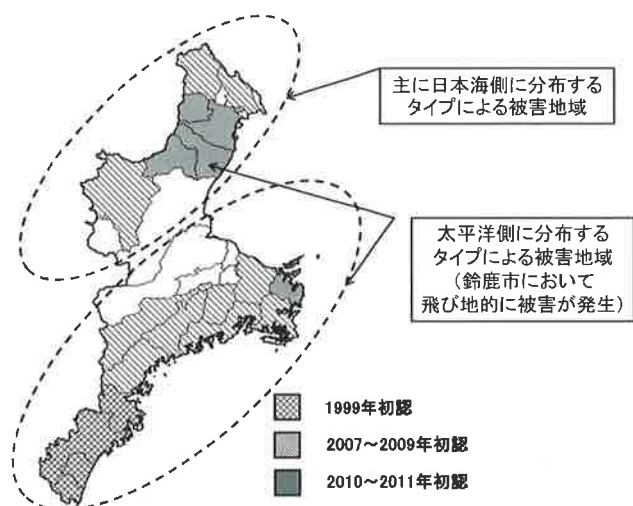 主に日本海側に分布する
タイプによる被害地域
太平洋側に分布する
タイプによる被害地域
(鈴鹿市において
飛び地的に被害が発生)
1999年初認
2007～2009年初認
2010～2011年初認